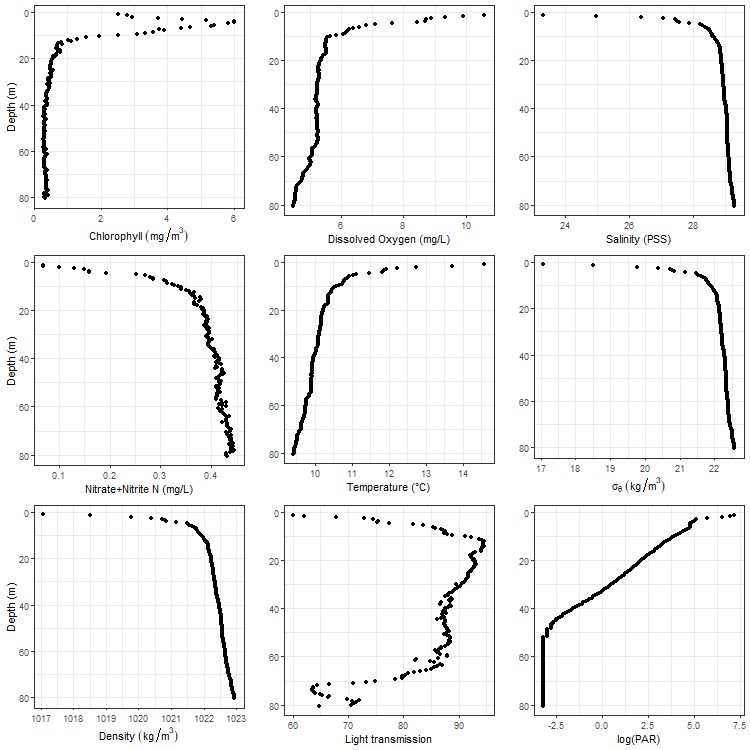 0
20
40
60
80
Depth (m)
0 2 4 6
Chlorophyll (mg/m³)
0
20
40
60
80
6 8 10
Dissolved Oxygen (mg/L)
0
20
40
60
80
24 26 28
Salinity (PSS)
0
20
40
60
80
Depth (m)
0.1 0.2 0.3 0.4
Nitrate+Nitrite N (mg/L)
0
20
40
60
80
10 11 12 13 14
Temperature (°C)
0
20
40
60
80
17 18 19 20 21 22
σθ (kg/m³)
0
20
40
60
80
Depth (m)
1017 1018 1019 1020 1021 1022 1023
Density (kg/m³)
0
20
40
60
80
60 70 80 90
Light transmission
0
20
40
60
80
-2.5 0.0 2.5 5.0 7.5
log(PAR)